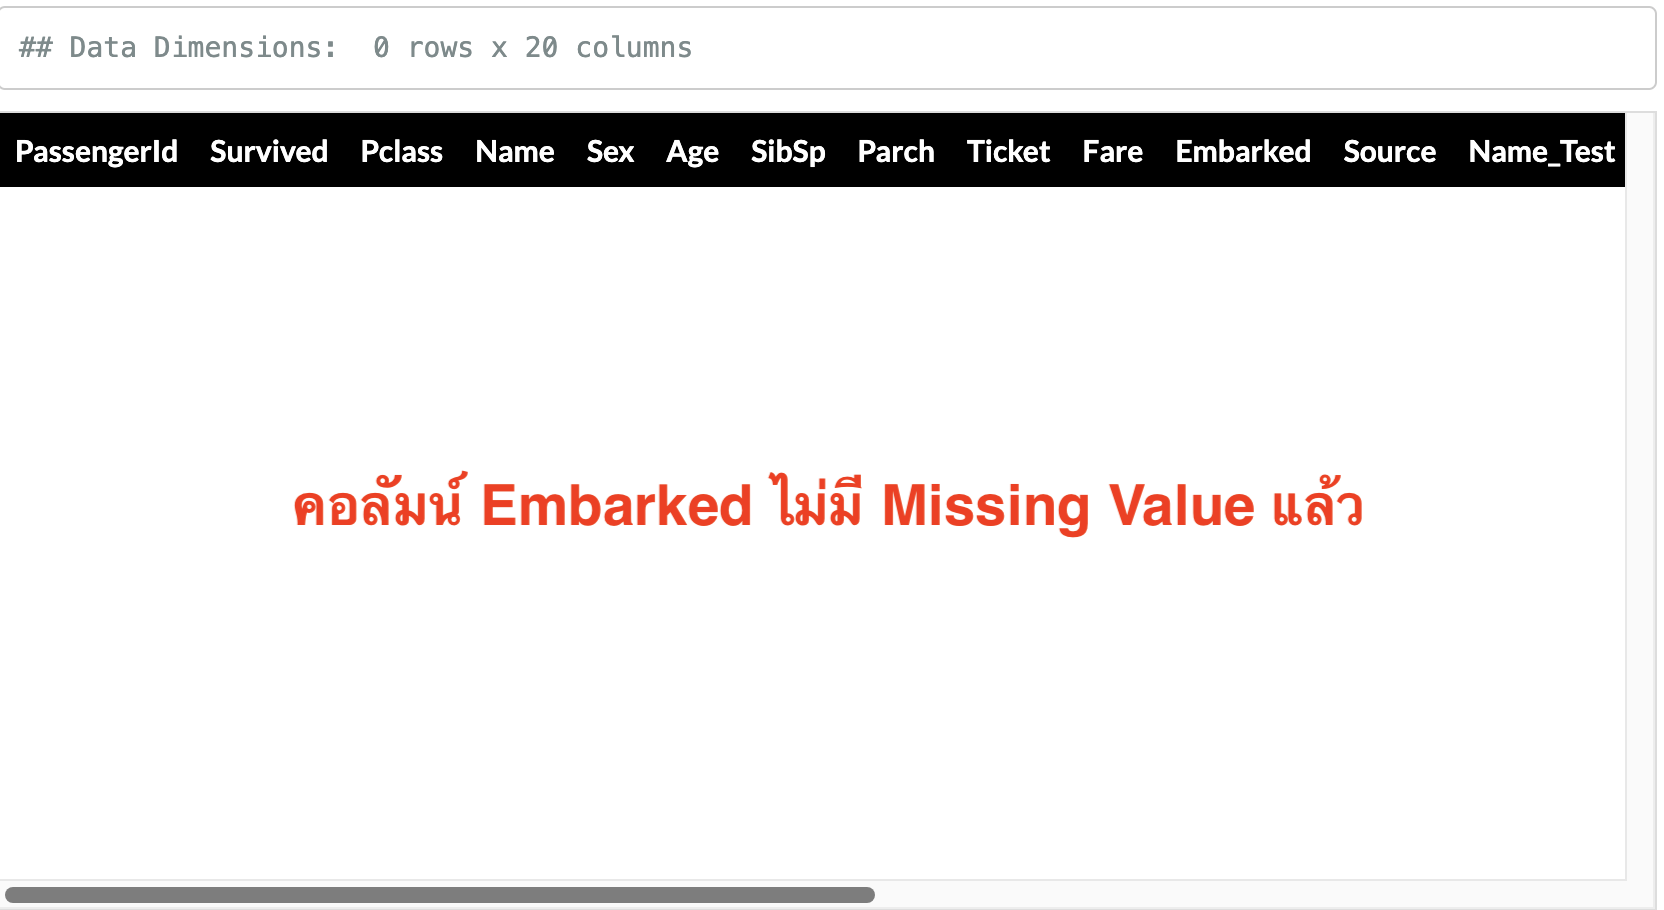 ## Data Dimensions:  0 rows x 20 columns
PassengerId Survived Pclass Name Sex Age SibSp Parch Ticket Fare Embarked Source Name_Test
คอลัมน์ Embarked ไม่มี Missing Value แล้ว